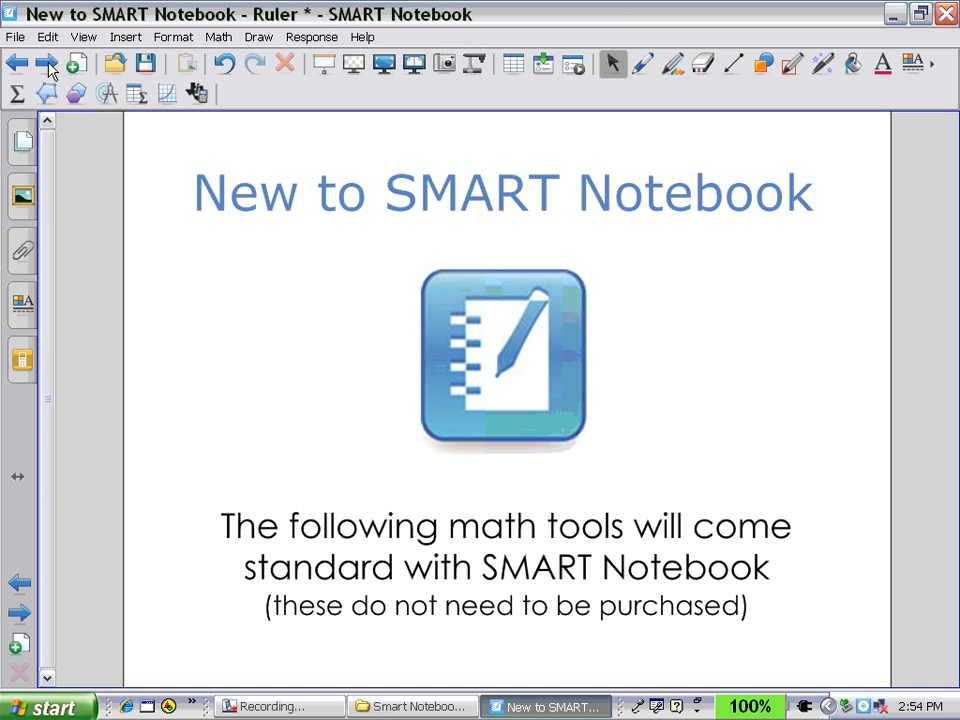 New to SMART Notebook - Ruler * - SMART Notebook
File Edit View Insert Format Math Draw Response Help
New to SMART Notebook
The following math tools will come
standard with SMART Notebook
(these do not need to be purchased)
start
Recording...
Smart Noteboo...
New to SMART...
100%
2:54 PM